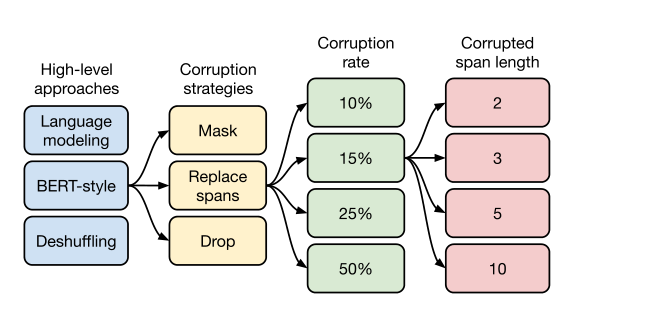 High-level
approaches
Language
modeling
BERT-style
Deshuffling
Corruption
strategies
Mask
Replace
spans
Drop
Corruption
rate
10%
15%
25%
50%
Corrupted
span length
2
3
5
10